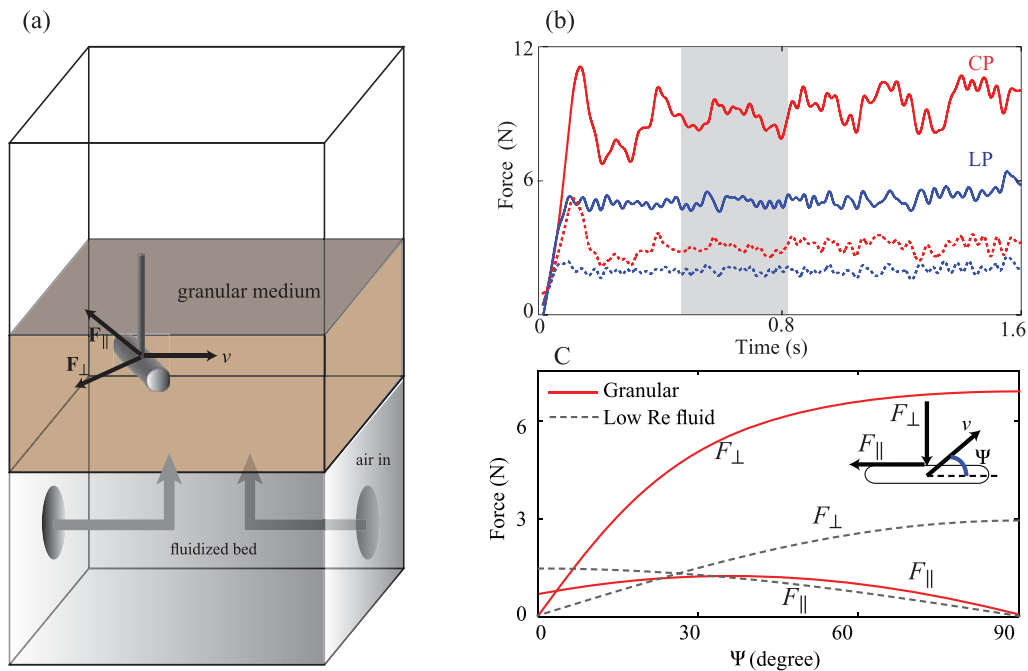 (a)
granular medium
F∥
F⊥
v
air in
fluidized bed
(b)
12
6
0
Force (N)
CP
LP
0
0.8
1.6
Time (s)
C
Granular
Low Re fluid
6
3
0
Force (N)
F⊥
F⊥
F∥
F∥
F⊥
v
F∥
Ψ
0
30
60
90
Ψ (degree)